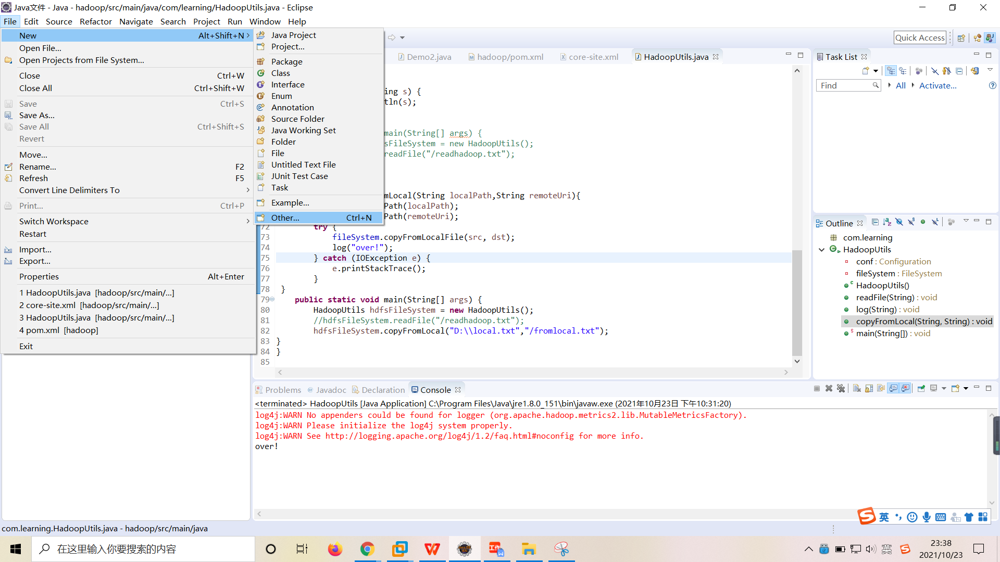 Java文件 - Java - hadoop/src/main/java/com/learning/HadoopUtils.java - Eclipse
File Edit Source Refactor Navigate Search Project Run Window Help
New Alt+Shift+N
Open File...
Open Projects from File System...
Close Ctrl+W
Close All Ctrl+Shift+W
Save Ctrl+S
Save As...
Save All Ctrl+Shift+S
Revert
Move...
Rename... F2
Refresh F5
Convert Line Delimiters To
Print... Ctrl+P
Switch Workspace
Restart
Import...
Export...
Properties Alt+Enter
1 HadoopUtils.java [hadoop/src/main/...]
2 core-site.xml [hadoop/src/main/...]
3 HadoopUtils.java [hadoop/src/main/...]
4 pom.xml [hadoop]
Exit
Java Project
Project...
Package
Class
Interface
Enum
Annotation
Source Folder
Java Working Set
Folder
File
Untitled Text File
JUnit Test Case
Task
Example...
Other... Ctrl+N
Quick Access
Demo2.java hadoop/pom.xml core-site.xml HadoopUtils.java
ing s) {
tln(s);
main(String[] args) {
sFileSystem = new HadoopUtils();
readFile("/readhadoop.txt");
mLocal(String localPath,String remoteUri){
Path(localPath);
Path(remoteUri);
72 try {
73 fileSystem.copyFromLocalFile(src, dst);
74 log("over!");
75 } catch (IOException e) {
76 e.printStackTrace();
77 }
78 }
79 public static void main(String[] args) {
80 HadoopUtils hdfsFileSystem = new HadoopUtils();
81 //hdfsFileSystem.readFile("/readhadoop.txt");
82 hdfsFileSystem.copyFromLocal("D:\\local.txt","/fromlocal.txt");
83 }
84 }
85
Task List
Find All Activate...
Outline
com.learning
HadoopUtils
conf : Configuration
fileSystem : FileSystem
HadoopUtils()
readFile(String) : void
log(String) : void
copyFromLocal(String, String) : void
main(String[]) : void
Problems Javadoc Declaration Console
<terminated> HadoopUtils [Java Application] C:\Program Files\Java\jre1.8.0_151\bin\javaw.exe (2021年10月23日 下午10:31:20)
log4j:WARN No appenders could be found for logger (org.apache.hadoop.metrics2.lib.MutableMetricsFactory).
log4j:WARN Please initialize the log4j system properly.
log4j:WARN See http://logging.apache.org/log4j/1.2/faq.html#noconfig for more info.
over!
英
com.learning.HadoopUtils.java - hadoop/src/main/java
在这里输入你要搜索的内容
英
23:38
2021/10/23